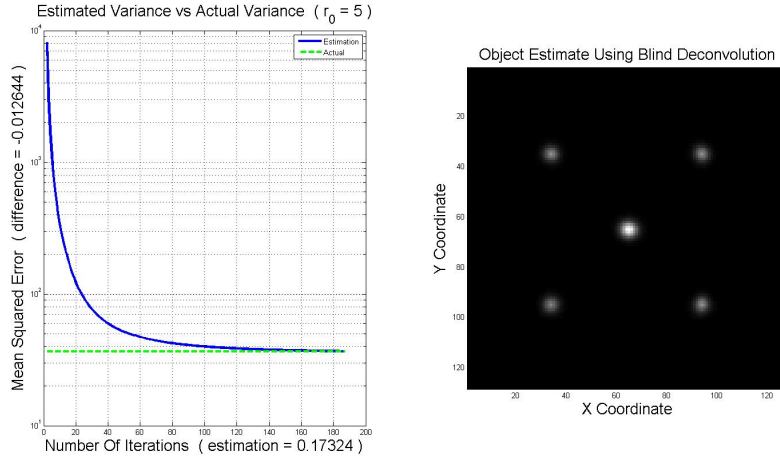 Estimated Variance vs Actual Variance ( r0 = 5 )
Mean Squared Error ( difference = -0.012644 )
10^4
10^3
10^2
10^1
Estimation
Actual
0 20 40 60 80 100 120 140 160 180 200
Number Of Iterations ( estimation = 0.17324 )
Object Estimate Using Blind Deconvolution
Y Coordinate
20
40
60
80
100
120
20 40 60 80 100 120
X Coordinate